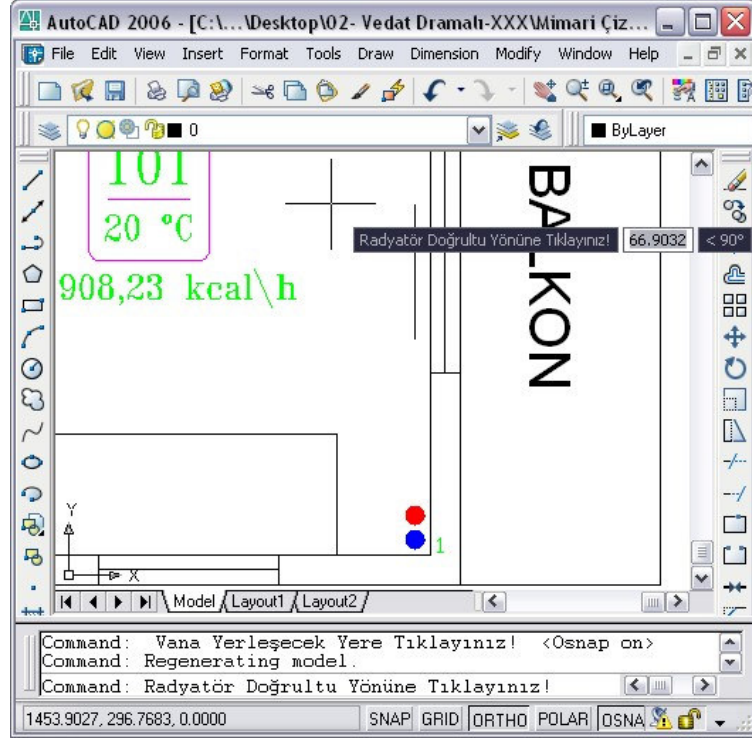 AutoCAD 2006 - [C:\...\Desktop\02- Vedat Dramalı-XXX\Mimari Çiz...
File Edit View Insert Format Tools Draw Dimension Modify Window Help
0
ByLayer
101
20 °C
908,23 kcal\h
BALKON
Radyatör Doğrultu Yönüne Tıklayınız! 66.9032 < 90°
1
Y
X
Model Layout1 Layout2
Command: Vana Yerleşecek Yere Tıklayınız! <Osnap on>
Command: Regenerating model.
Command: Radyatör Doğrultu Yönüne Tıklayınız!
1453.9027, 296.7683, 0.0000 SNAP GRID ORTHO POLAR OSNA